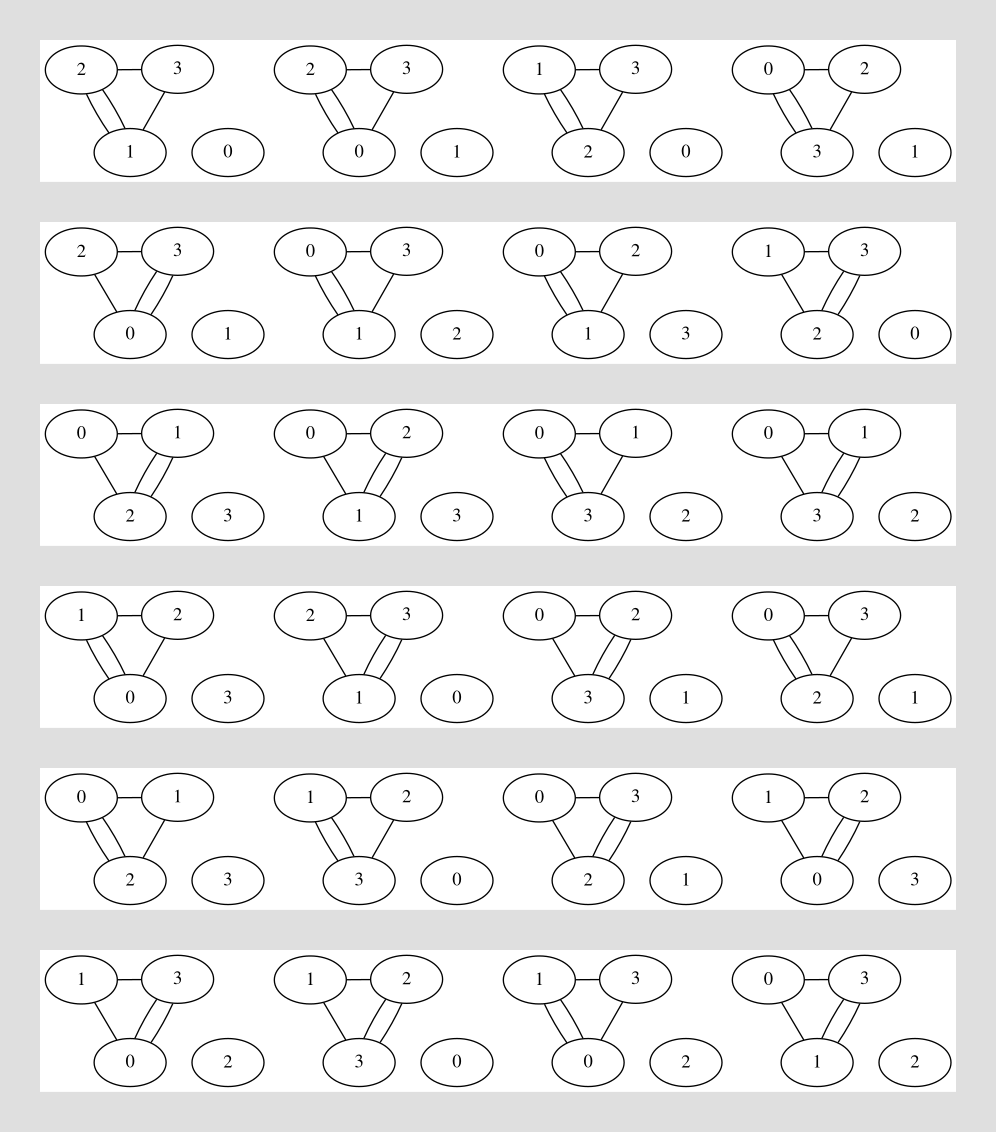 2 3 2 3 1 3 0 2
1 0 0 1 2 0 3 1
2 3 0 3 0 2 1 3
0 1 1 2 1 3 2 0
0 1 0 2 0 1 0 1
2 3 1 3 3 2 3 2
1 2 2 3 0 2 0 3
0 3 1 0 3 1 2 1
0 1 1 2 0 3 1 2
2 3 3 0 2 1 0 3
1 3 1 2 1 3 0 3
0 2 3 0 0 2 1 2